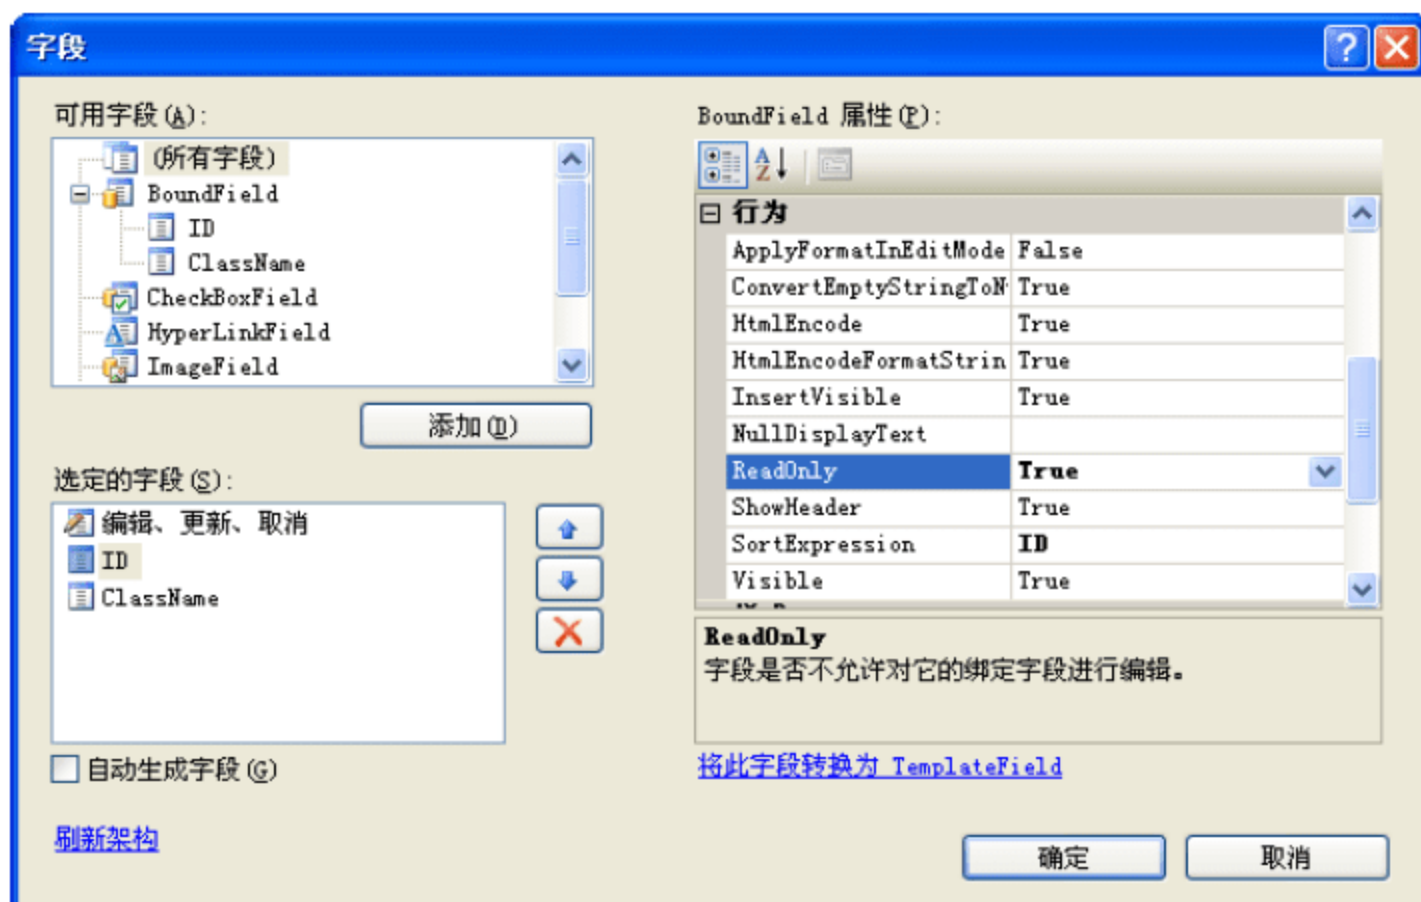 字段
可用字段(A):
(所有字段)
BoundField
ID
ClassName
CheckBoxField
HyperLinkField
ImageField
添加(D)
选定的字段(S):
编辑、更新、取消
ID
ClassName
自动生成字段(G)
刷新架构
BoundField 属性(P):
行为
ApplyFormatInEditMode False
ConvertEmptyStringToN True
HtmlEncode True
HtmlEncodeFormatStrin True
InsertVisible True
NullDisplayText
ReadOnly True
ShowHeader True
SortExpression ID
Visible True
ReadOnly
字段是否不允许对它的绑定字段进行编辑。
将此字段转换为 TemplateField
确定
取消